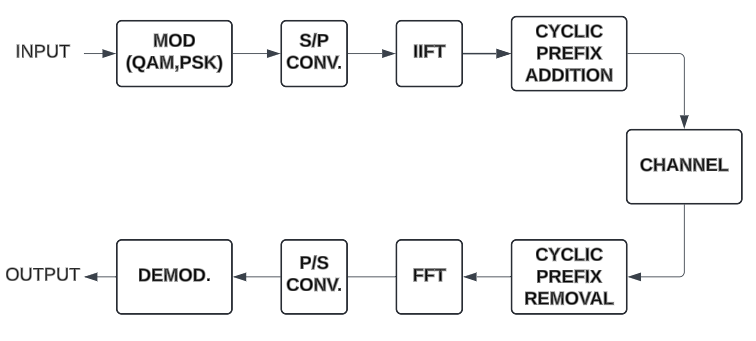 INPUT
MOD
(QAM,PSK)
S/P
CONV.
IIFT
CYCLIC
PREFIX
ADDITION
CHANNEL
OUTPUT
DEMOD.
P/S
CONV.
FFT
CYCLIC
PREFIX
REMOVAL